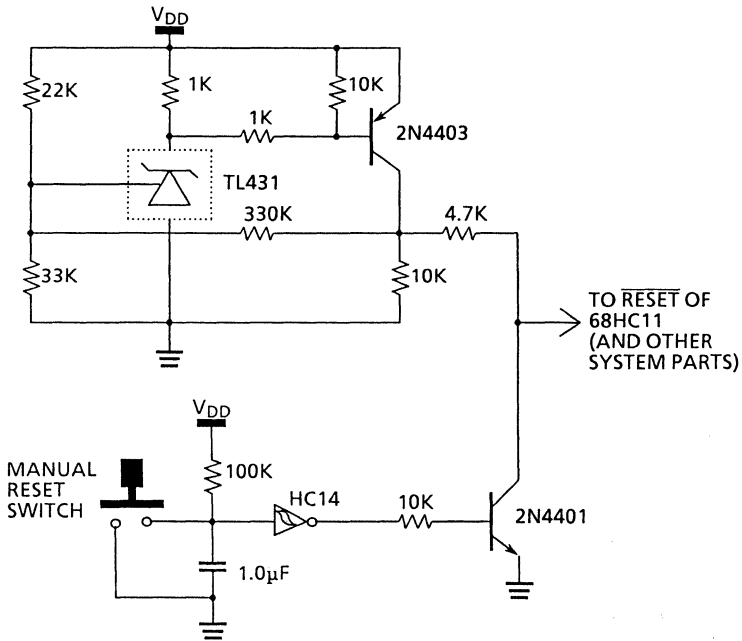 VDD
22K
1K
10K
1K
2N4403
TL431
330K
4.7K
33K
10K
TO RESET OF
68HC11
(AND OTHER
SYSTEM PARTS)
VDD
100K
MANUAL
RESET
SWITCH
HC14
10K
2N4401
1.0µF